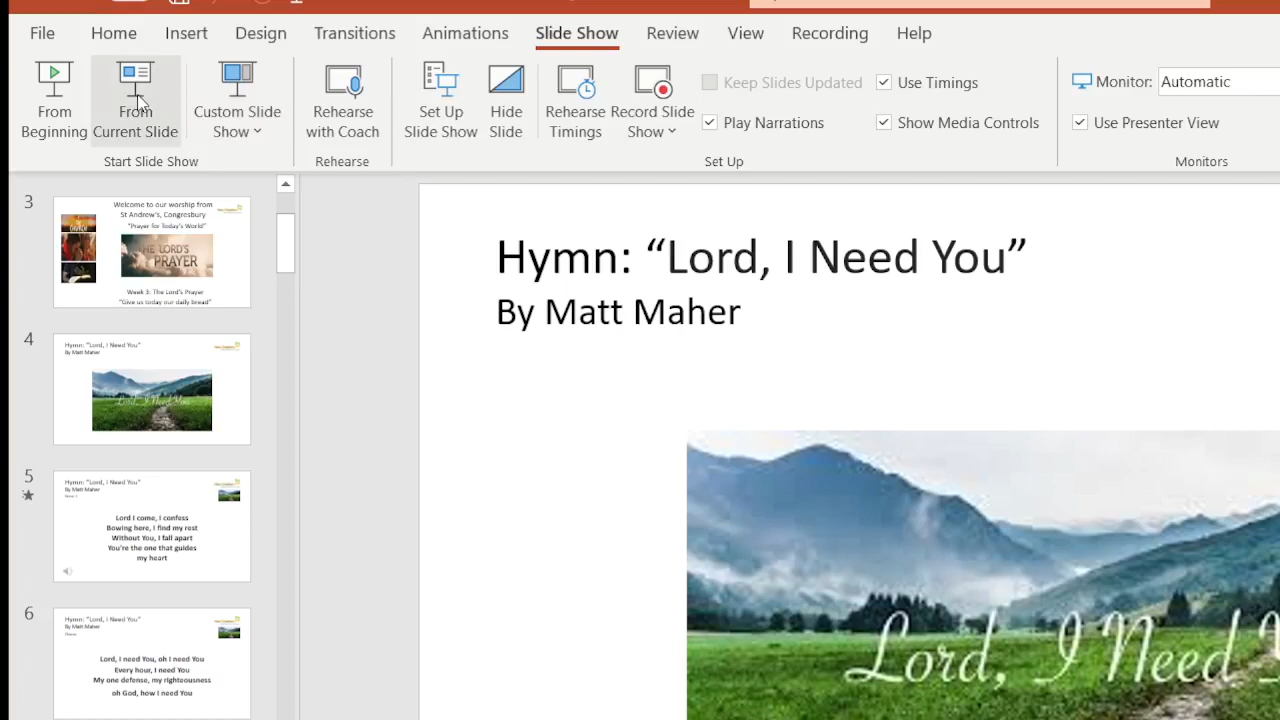 File Home Insert Design Transitions Animations Slide Show Review View Recording Help
From Beginning
From Current Slide
Custom Slide Show
Start Slide Show
Rehearse with Coach
Rehearse
Set Up Slide Show
Hide Slide
Rehearse Timings
Record Slide Show
Keep Slides Updated
Play Narrations
Use Timings
Show Media Controls
Set Up
Monitor: Automatic
Use Presenter View
Monitors
3
Welcome to our worship from
St Andrew's, Congresbury
"Prayer for Today's World"
THE LORD'S
PRAYER
Week 3: The Lord's Prayer
"Give us today our daily bread"
4
Hymn: "Lord, I Need You"
By Matt Maher
Lord, I Need You
5
Hymn: "Lord, I Need You"
By Matt Maher
Lord I come, I confess
Bowing here, I find my rest
Without You, I fall apart
You're the one that guides
my heart
6
Hymn: "Lord, I Need You"
By Matt Maher
Lord, I need You, oh I need You
Every hour, I need You
My one defense, my righteousness
oh God, how I need You
Hymn: “Lord, I Need You”
By Matt Maher
Lord, I Need